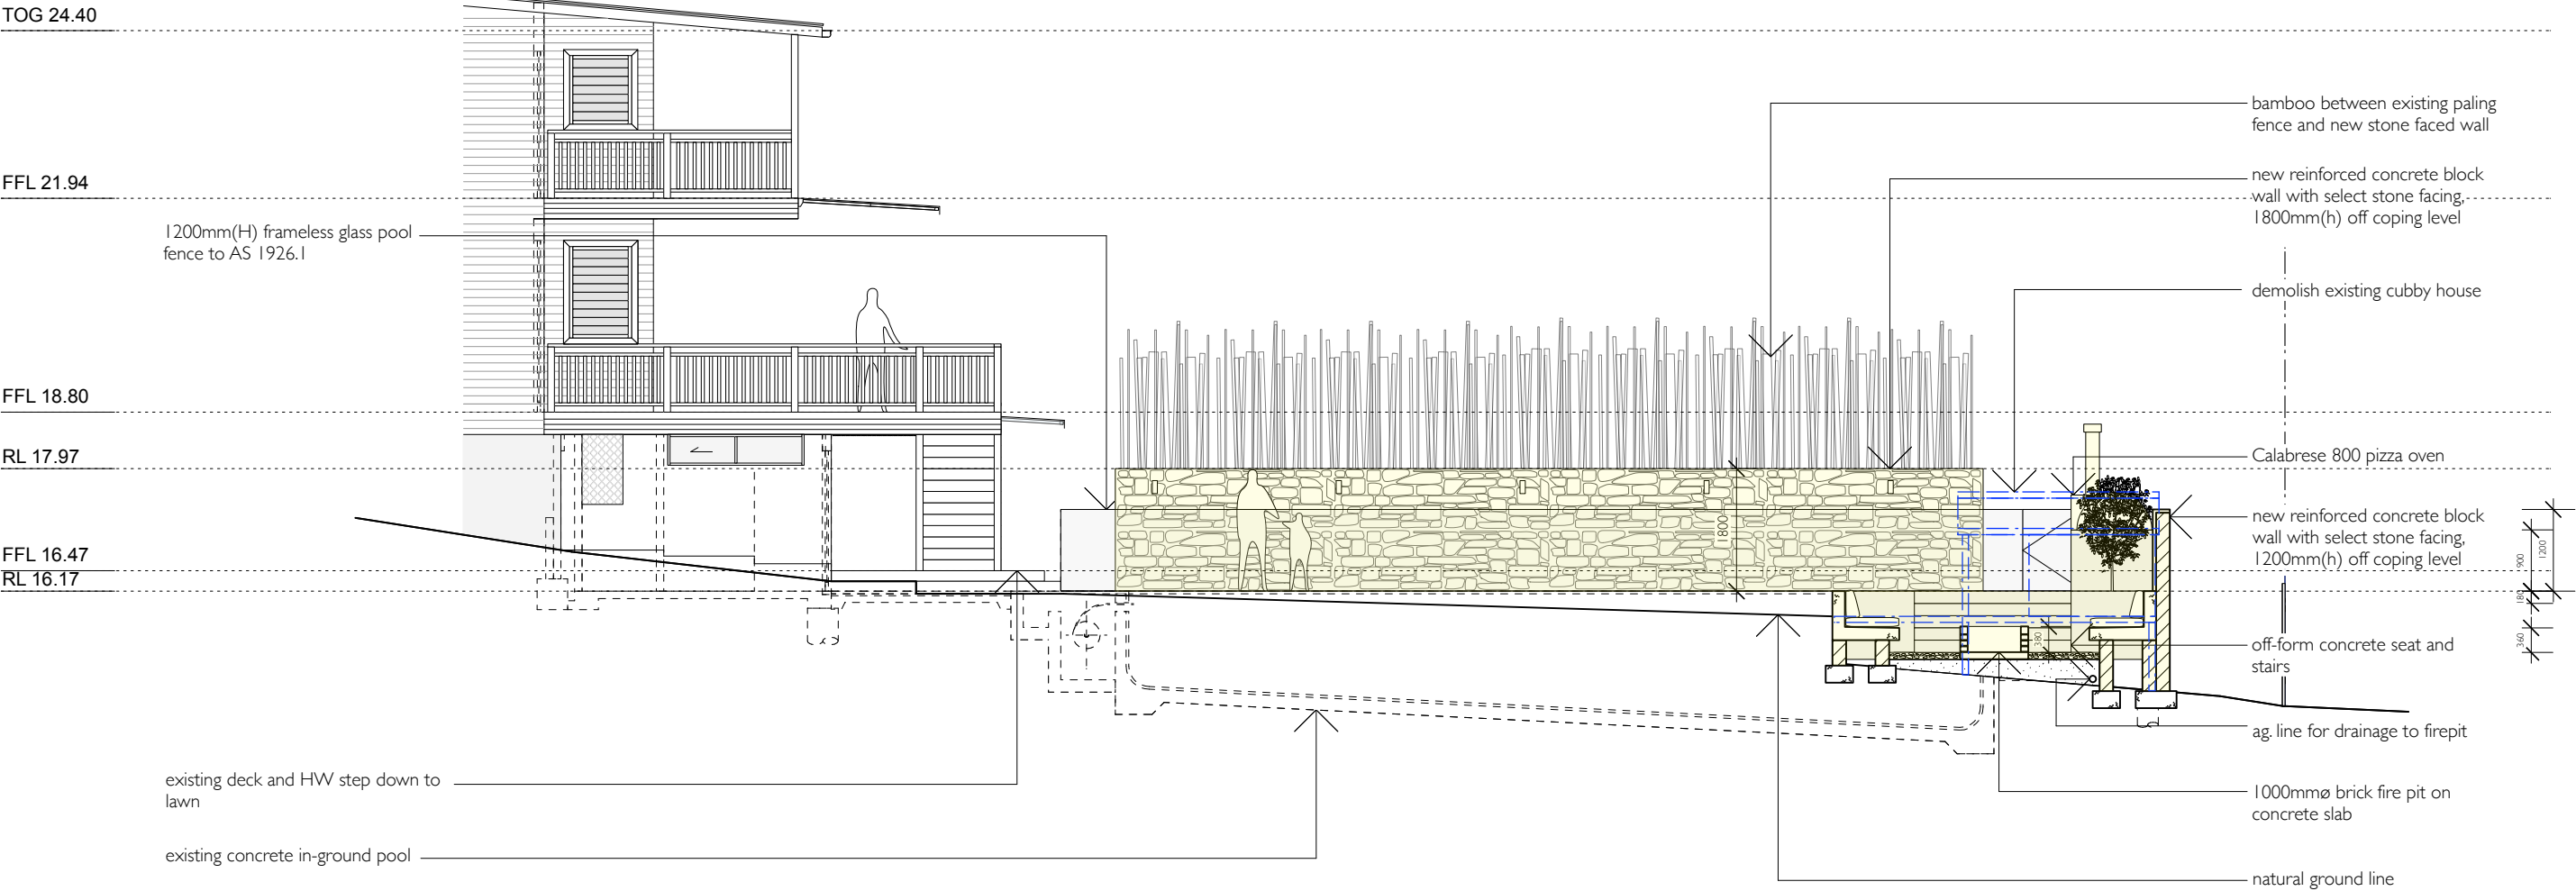 TOG 24.40
FFL 21.94
FFL 18.80
RL 17.97
FFL 16.47
RL 16.17
1200mm(H) frameless glass pool
fence to AS 1926.1
existing deck and HW step down to
lawn
existing concrete in-ground pool
bamboo between existing paling
fence and new stone faced wall
new reinforced concrete block
wall with select stone facing,
1800mm(h) off coping level
demolish existing cubby house
Calabrese 800 pizza oven
new reinforced concrete block
wall with select stone facing,
1200mm(h) off coping level
off-form concrete seat and
stairs
ag. line for drainage to firepit
1000mmø brick fire pit on
concrete slab
natural ground line
1800
380
900
1200
180
360